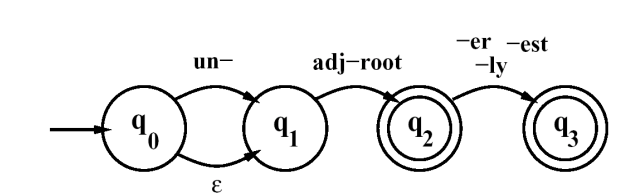 un− adj−root −er −est
−ly
q0 q1 q2 q3
ε